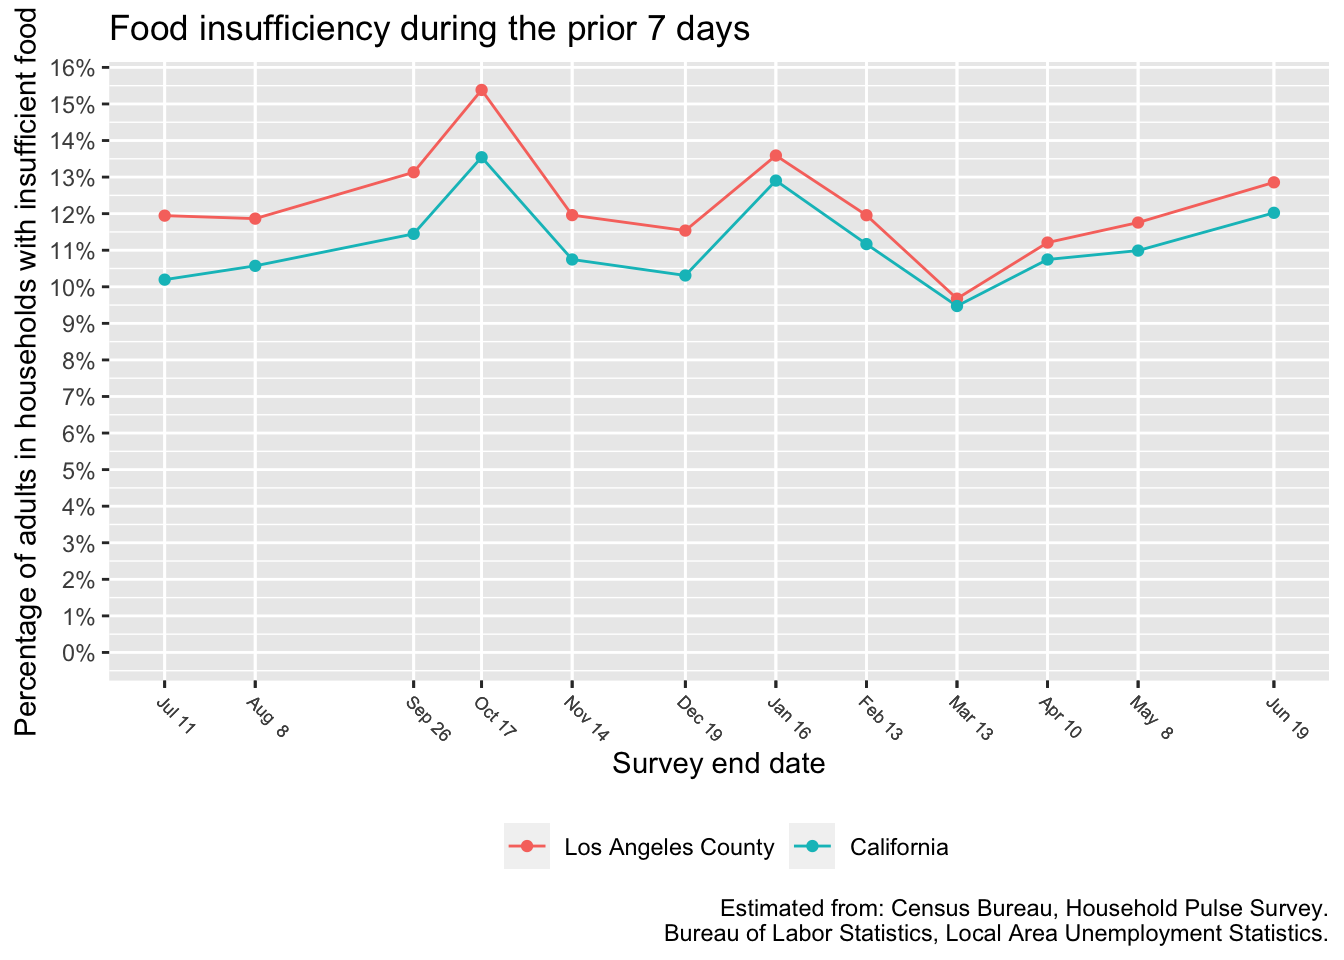 Food insufficiency during the prior 7 days
Percentage of adults in households with insufficient food
16%
15%
14%
13%
12%
11%
10%
9%
8%
7%
6%
5%
4%
3%
2%
1%
0%
Jul 11
Aug 8
Sep 26
Oct 17
Nov 14
Dec 19
Jan 16
Feb 13
Mar 13
Apr 10
May 8
Jun 19
Survey end date
Los Angeles County
California
Estimated from: Census Bureau, Household Pulse Survey.
Bureau of Labor Statistics, Local Area Unemployment Statistics.